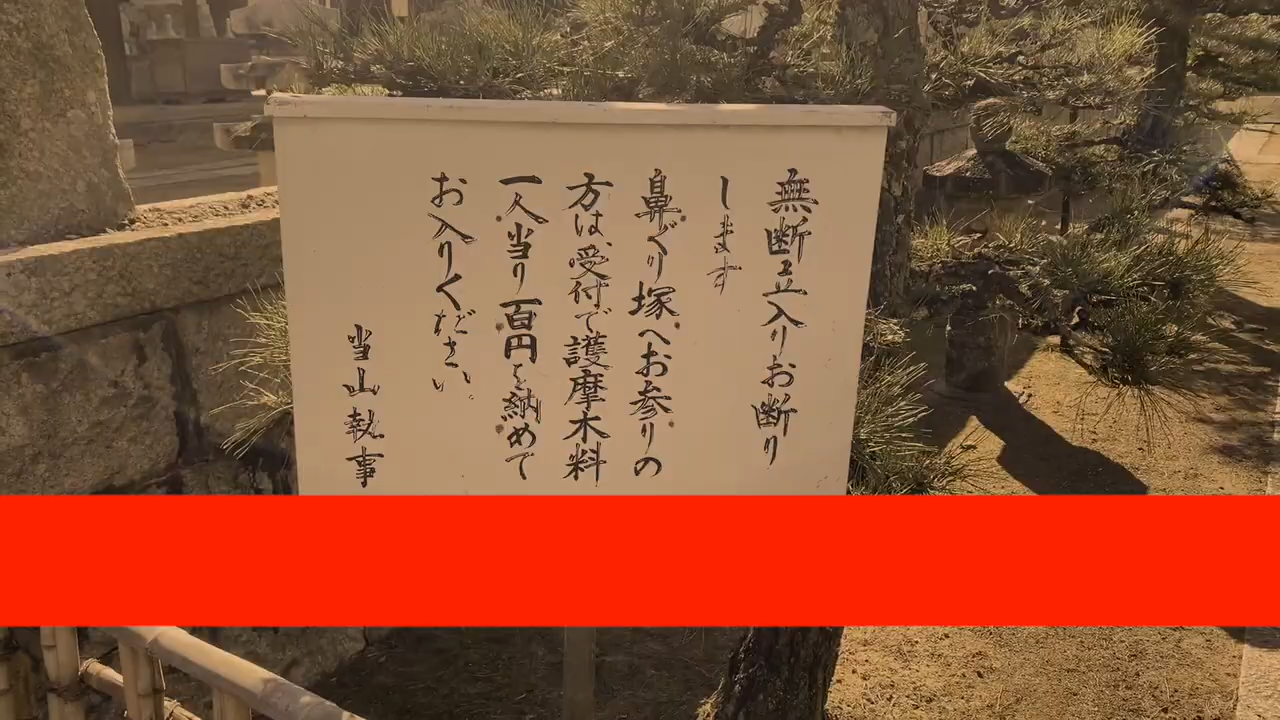 無断立入りお断り
します
鼻ぐり塚へお参りの
方は受付で護摩木料
一人当り百円を納めて
お入りください。
当山執事